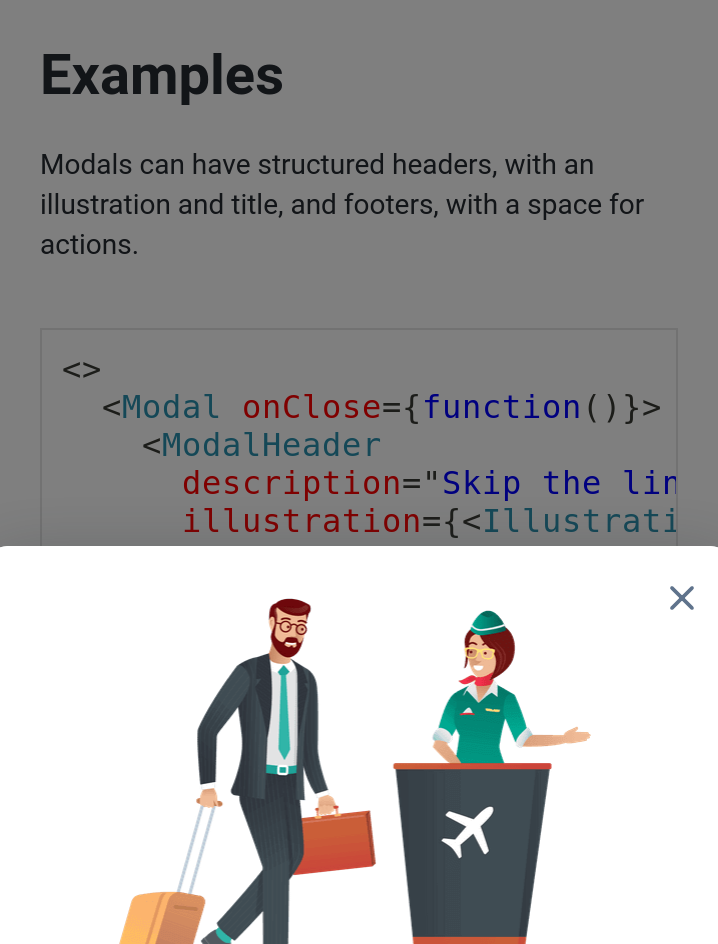 Examples
Modals can have structured headers, with an
illustration and title, and footers, with a space for
actions.
<>
<Modal onClose={function()}>
<ModalHeader
description="Skip the lin
illustration={<Illustrati